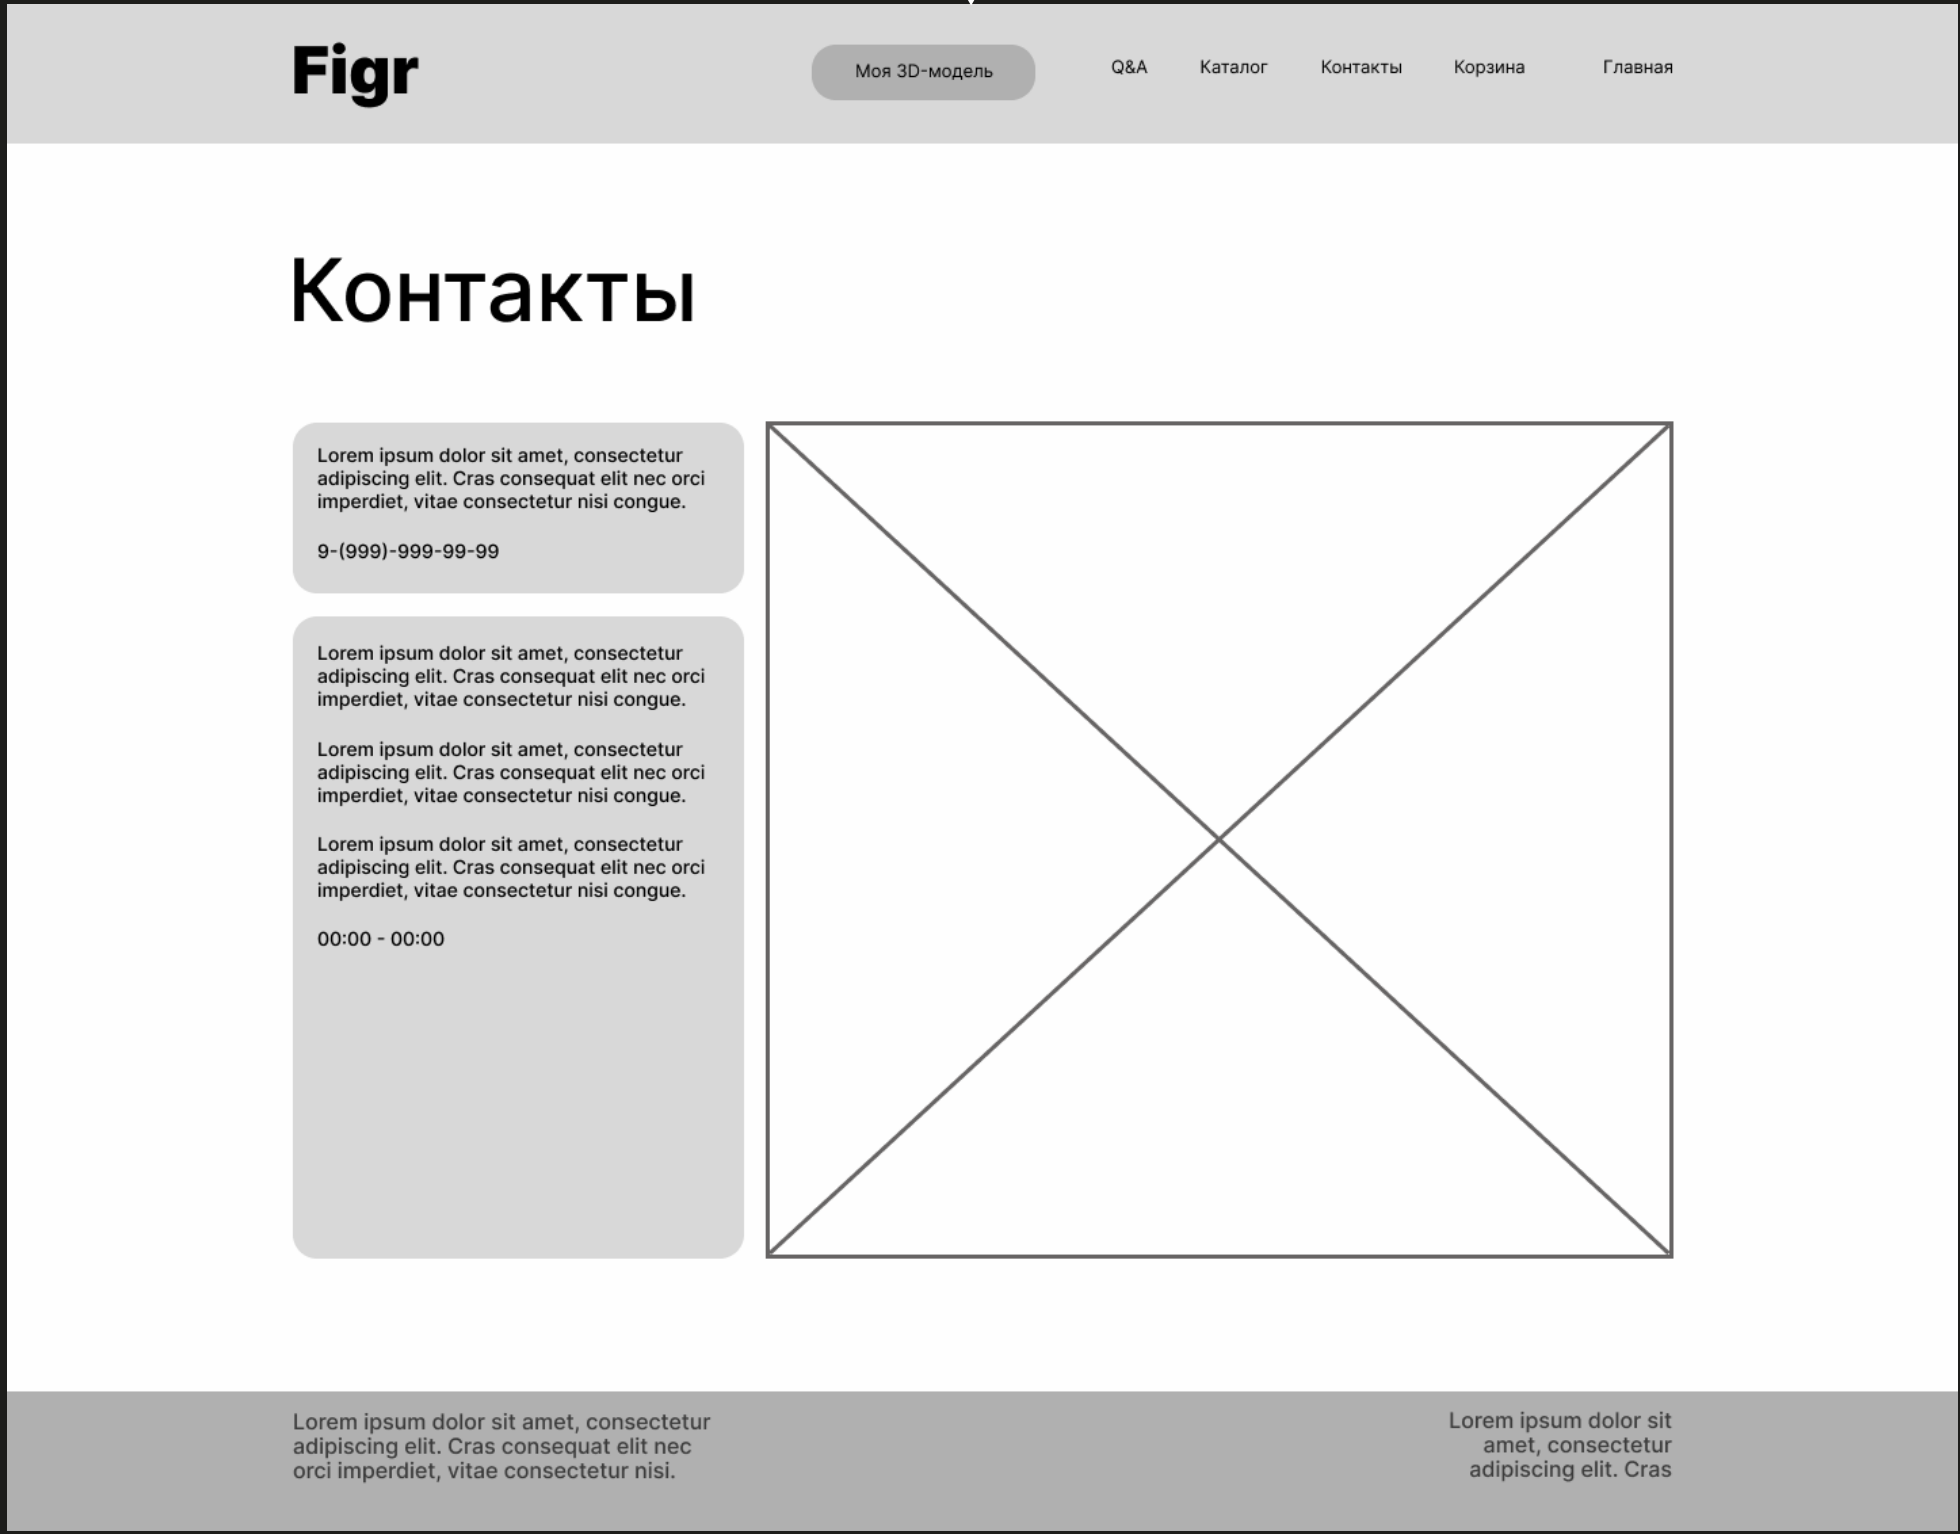 Figr
Моя 3D-модель
Q&A
Каталог
Контакты
Корзина
Главная
Контакты
Lorem ipsum dolor sit amet, consectetur
adipiscing elit. Cras consequat elit nec orci
imperdiet, vitae consectetur nisi congue.
9-(999)-999-99-99
Lorem ipsum dolor sit amet, consectetur
adipiscing elit. Cras consequat elit nec orci
imperdiet, vitae consectetur nisi congue.
Lorem ipsum dolor sit amet, consectetur
adipiscing elit. Cras consequat elit nec orci
imperdiet, vitae consectetur nisi congue.
Lorem ipsum dolor sit amet, consectetur
adipiscing elit. Cras consequat elit nec orci
imperdiet, vitae consectetur nisi congue.
00:00 - 00:00
Lorem ipsum dolor sit amet, consectetur
adipiscing elit. Cras consequat elit nec
orci imperdiet, vitae consectetur nisi.
Lorem ipsum dolor sit
amet, consectetur
adipiscing elit. Cras